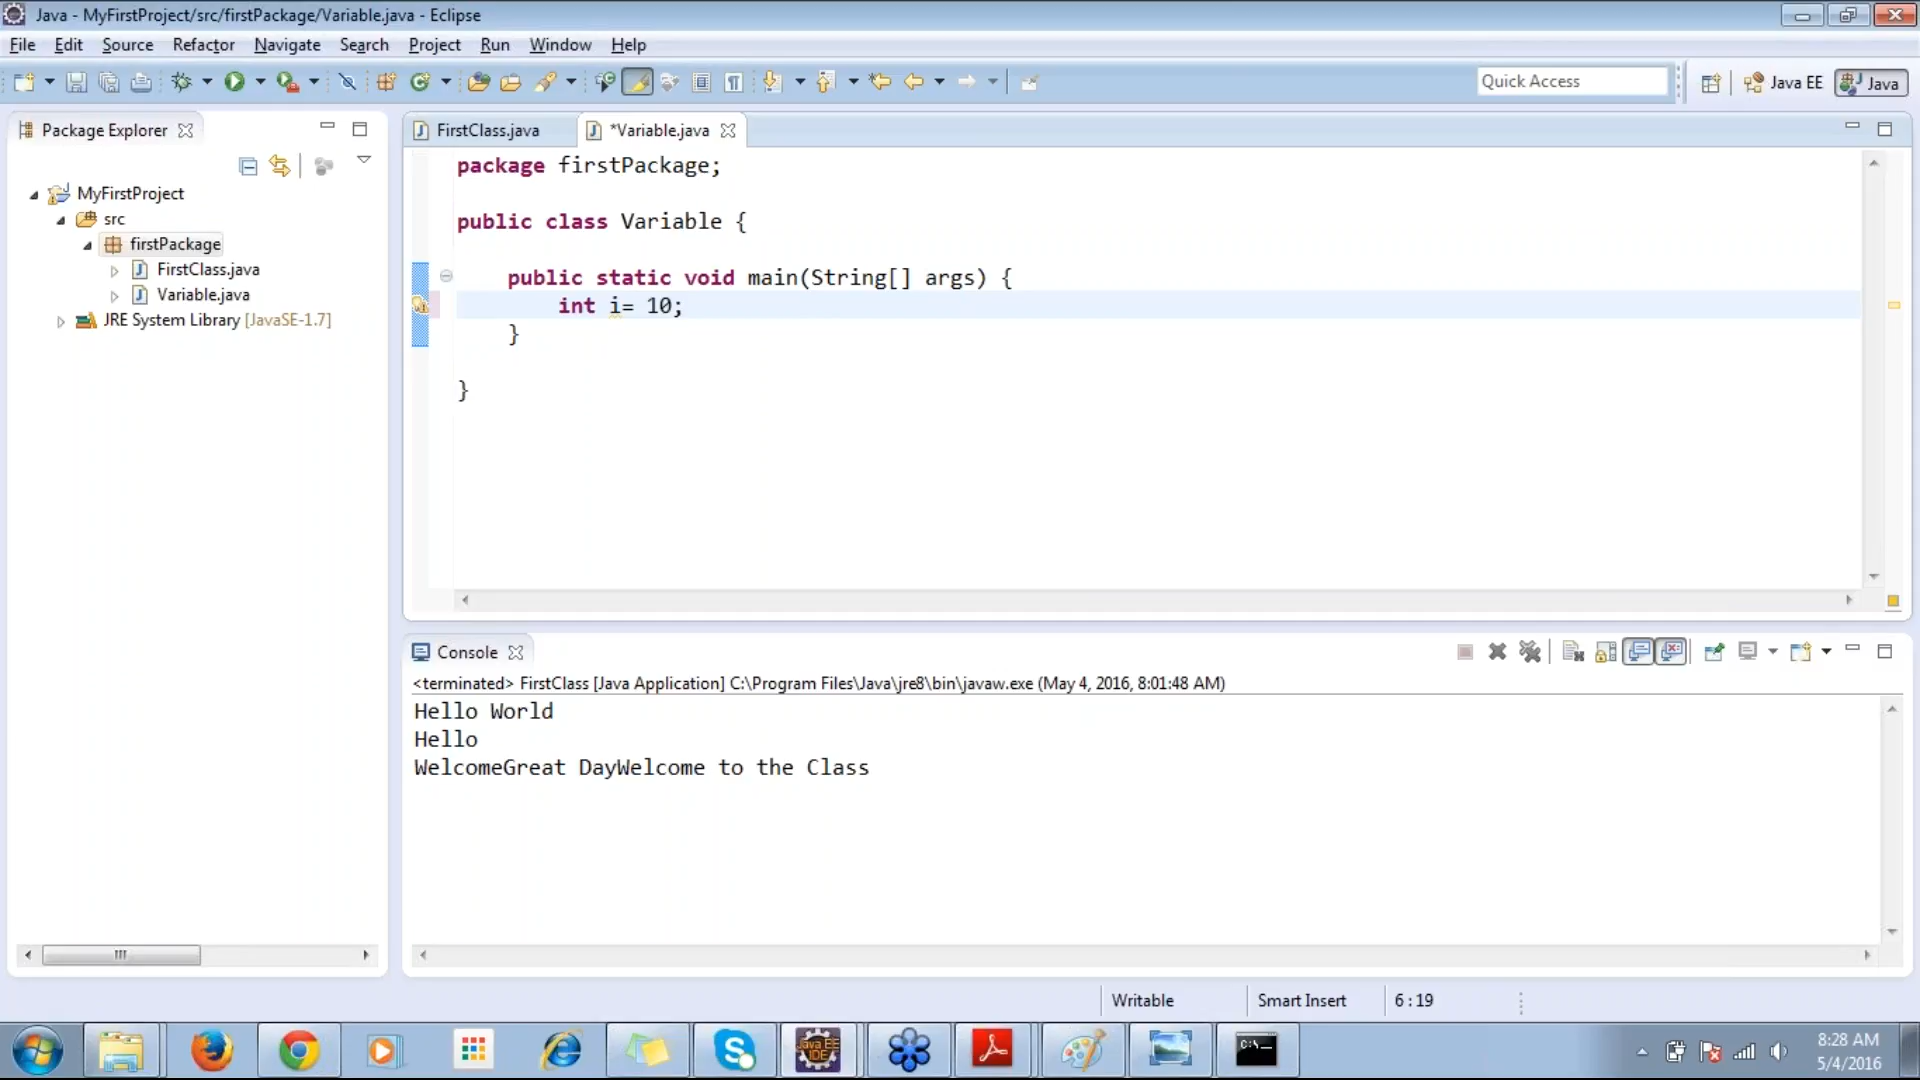 Java - MyFirstProject/src/firstPackage/Variable.java - Eclipse
File Edit Source Refactor Navigate Search Project Run Window Help
Quick Access
Java EE
Java
Package Explorer
FirstClass.java
*Variable.java
MyFirstProject
src
firstPackage
FirstClass.java
Variable.java
JRE System Library [JavaSE-1.7]
package firstPackage;
public class Variable {
public static void main(String[] args) {
int i= 10;
}
}
Console
<terminated> FirstClass [Java Application] C:\Program Files\Java\jre8\bin\javaw.exe (May 4, 2016, 8:01:48 AM)
Hello World
Hello
WelcomeGreat DayWelcome to the Class
Writable
Smart Insert
6 : 19
Java EE
IDE
C:\
8:28 AM
5/4/2016